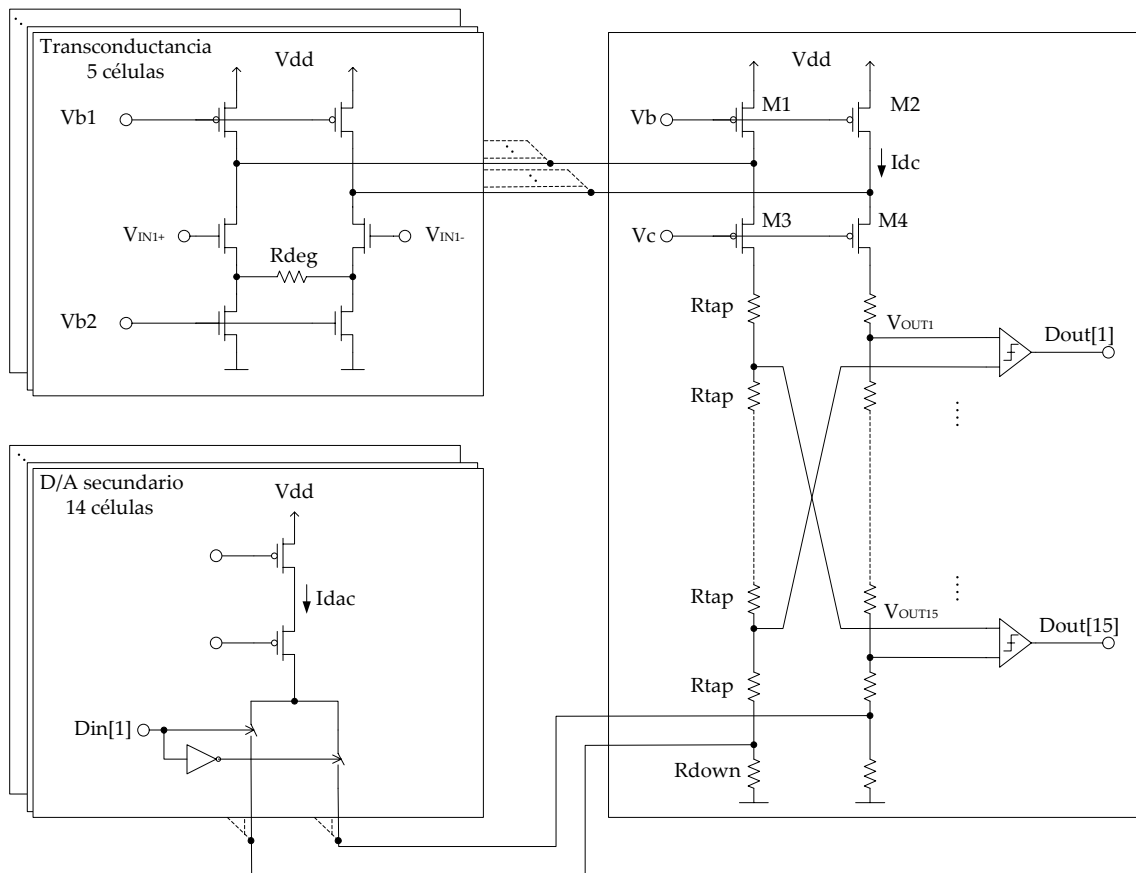 Transconductancia
5 células
Vdd
Vb1
VIN1+
VIN1-
Rdeg
Vb2
Vdd
Vb
M1
M2
Idc
Vc
M3
M4
Rtap
VOUT1
Dout[1]
Rtap
Rtap
VOUT15
Dout[15]
Rtap
Rdown
D/A secundario
14 células
Vdd
Idac
Din[1]